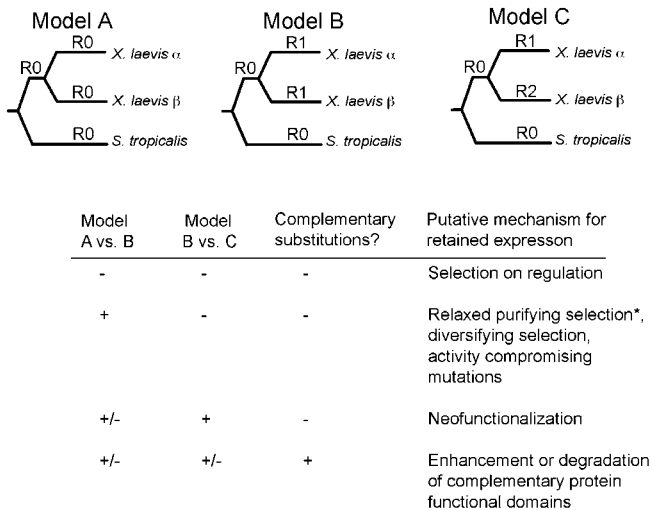 Model A
Model B
Model C
R0
R0
X. laevis α
R0
X. laevis β
R0
S. tropicalis
R1
R0
X. laevis α
R1
X. laevis β
R0
S. tropicalis
R1
R0
X. laevis α
R2
X. laevis β
R0
S. tropicalis
Model A vs. B
Model B vs. C
Complementary substitutions?
Putative mechanism for retained expresson
- - - Selection on regulation
+ - - Relaxed purifying selection*,
diversifying selection,
activity compromising
mutations
+/- + - Neofunctionalization
+/- +/- + Enhancement or degradation
of complementary protein
functional domains